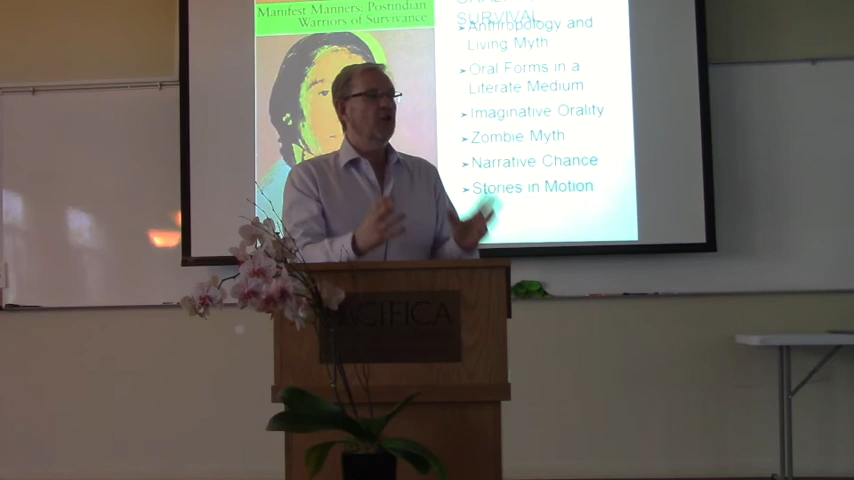 Manifest Manners: Postindian
Warriors of Survivance
SURVIVAL
➢Anthropology and
Living Myth
➢Oral Forms in a
Literate Medium
➢Imaginative Orality
➢Zombie Myth
➢Narrative Chance
➢Stories in Motion
PACIFICA